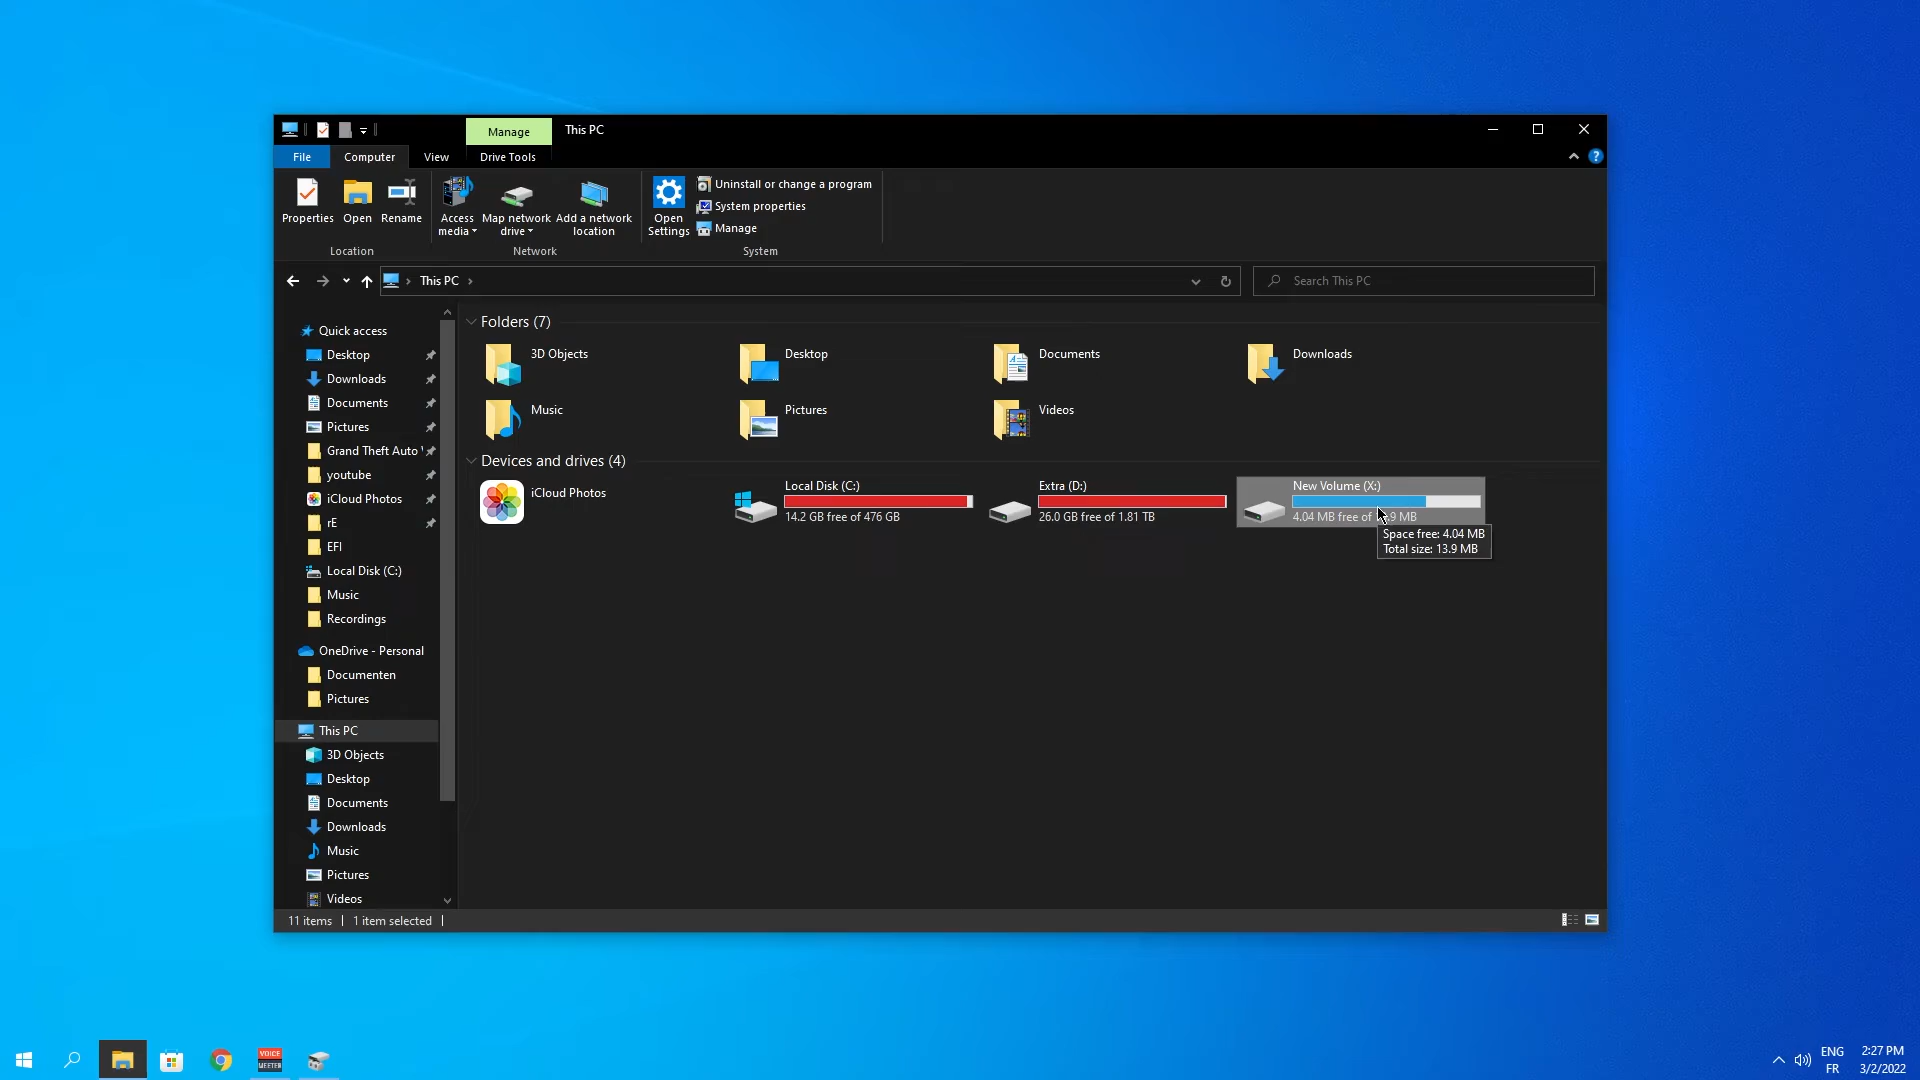 Manage
This PC
File
Computer
View
Drive Tools
Properties
Open
Rename
Access media
Map network drive
Add a network location
Open Settings
Uninstall or change a program
System properties
Manage
Location
Network
System
This PC
Search This PC
Quick access
Desktop
Downloads
Documents
Pictures
Grand Theft Auto
youtube
iCloud Photos
rE
EFI
Local Disk (C:)
Music
Recordings
OneDrive - Personal
Documenten
Pictures
This PC
3D Objects
Desktop
Documents
Downloads
Music
Pictures
Videos
Folders (7)
3D Objects
Desktop
Documents
Downloads
Music
Pictures
Videos
Devices and drives (4)
iCloud Photos
Local Disk (C:)
14.2 GB free of 476 GB
Extra (D:)
26.0 GB free of 1.81 TB
New Volume (X:)
4.04 MB free of .9 MB
Space free: 4.04 MB
Total size: 13.9 MB
11 items
1 item selected
VOICE
MEETER
ENG
FR
2:27 PM
3/2/2022